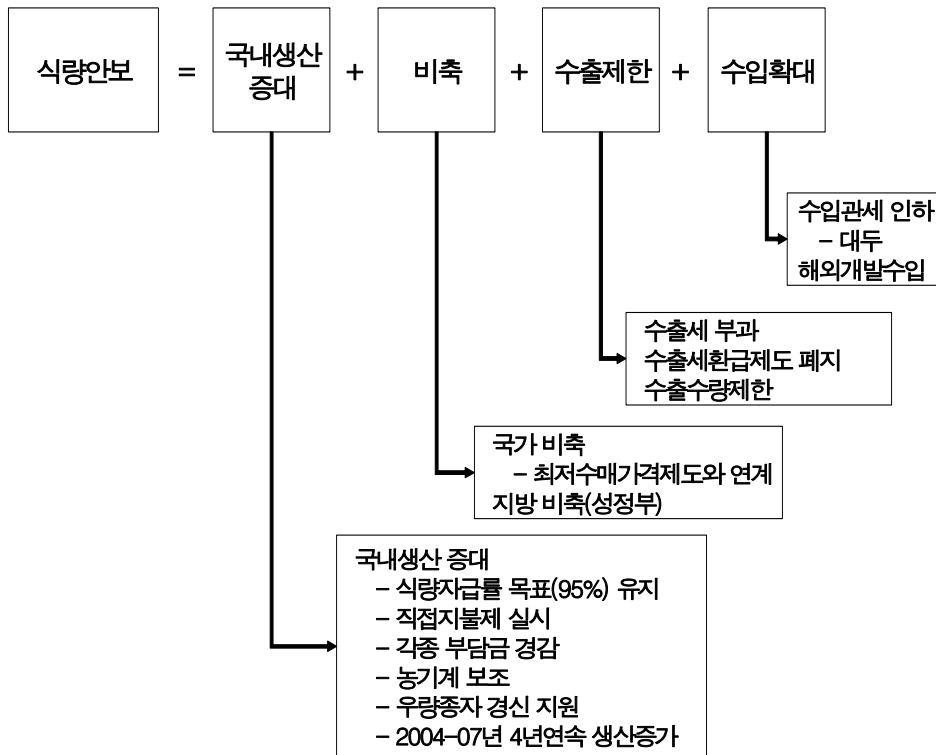 식량안보 = 국내생산 증대 + 비축 + 수출제한 + 수입확대
수입관세 인하
- 대두
해외개발수입
수출세 부과
수출세환급제도 폐지
수출수량제한
국가 비축
- 최저수매가격제도와 연계
지방 비축(성정부)
국내생산 증대
- 식량자급률 목표(95%) 유지
- 직접지불제 실시
- 각종 부담금 경감
- 농기계 보조
- 우량종자 경신 지원
- 2004-07년 4년연속 생산증가